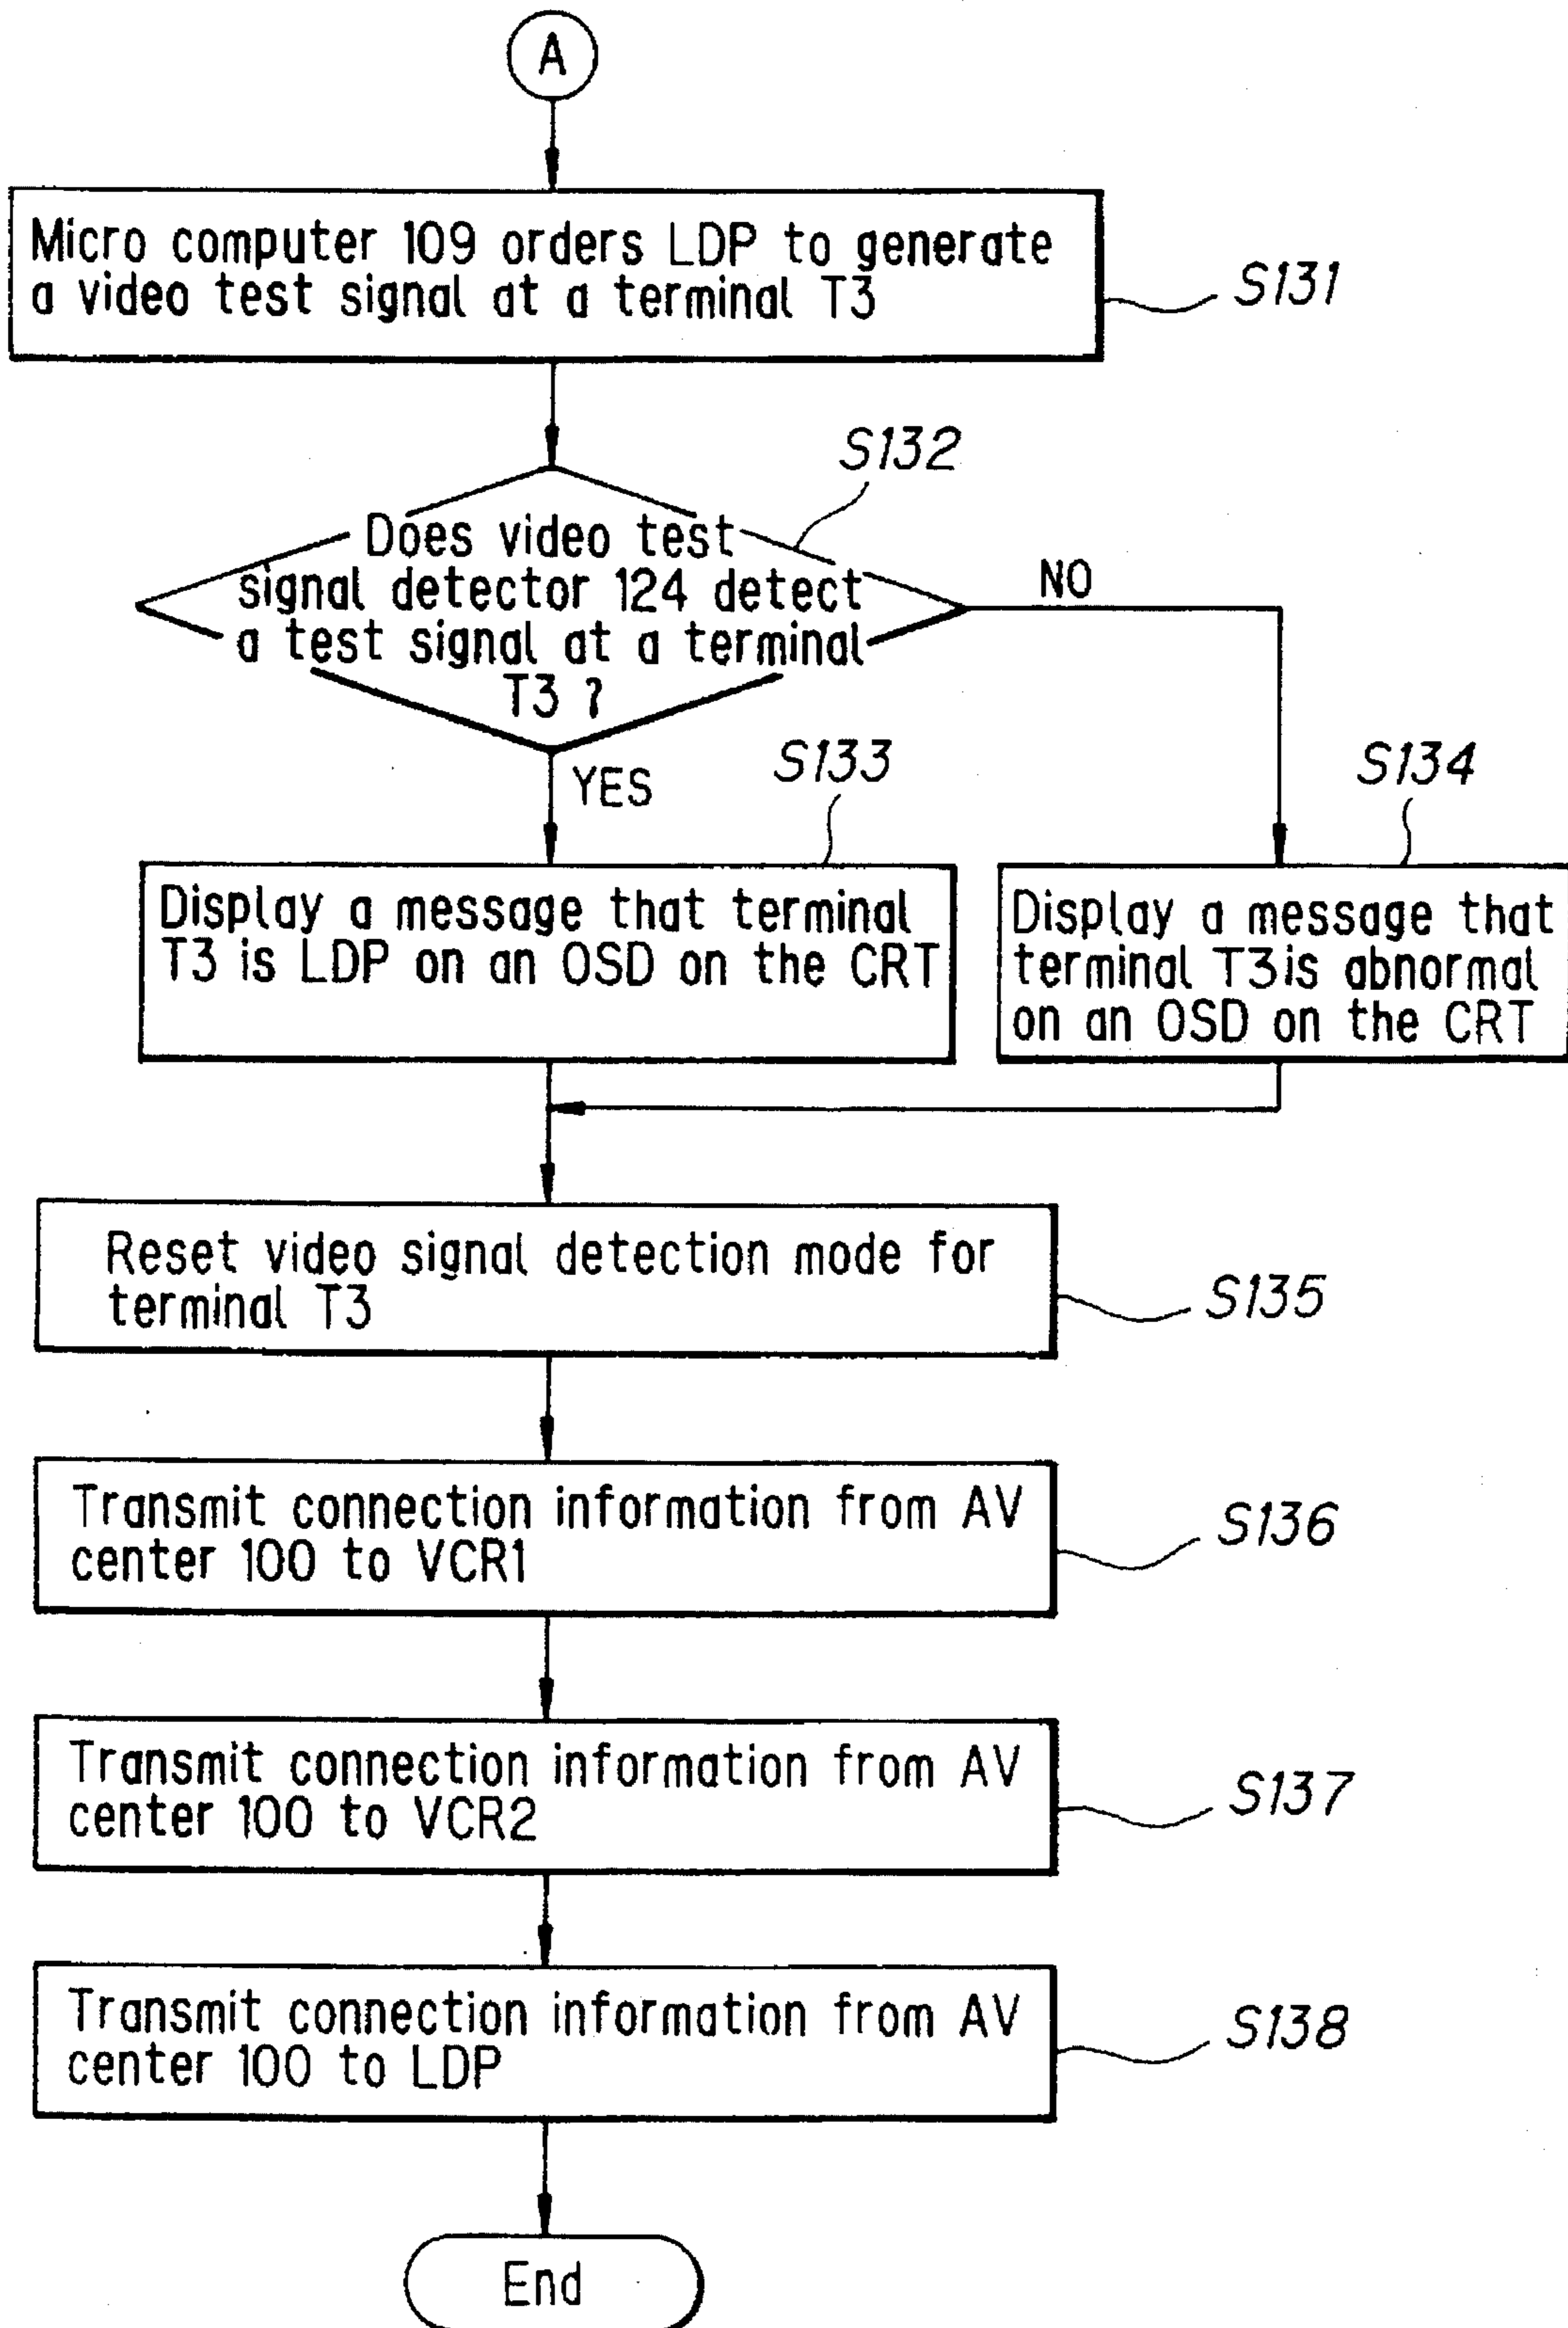 A
Micro computer 109 orders LDP to generate
a video test signal at a terminal T3
S131
S132
Does video test
signal detector 124 detect
a test signal at a terminal
T3 ?
NO
YES
S133
S134
Display a message that terminal
T3 is LDP on an OSD on the CRT
Display a message that
terminal T3 is abnormal
on an OSD on the CRT
Reset video signal detection mode for
terminal T3
S135
Transmit connection information from AV
center 100 to VCR1
S136
Transmit connection information from AV
center 100 to VCR2
S137
Transmit connection information from AV
center 100 to LDP
S138
End